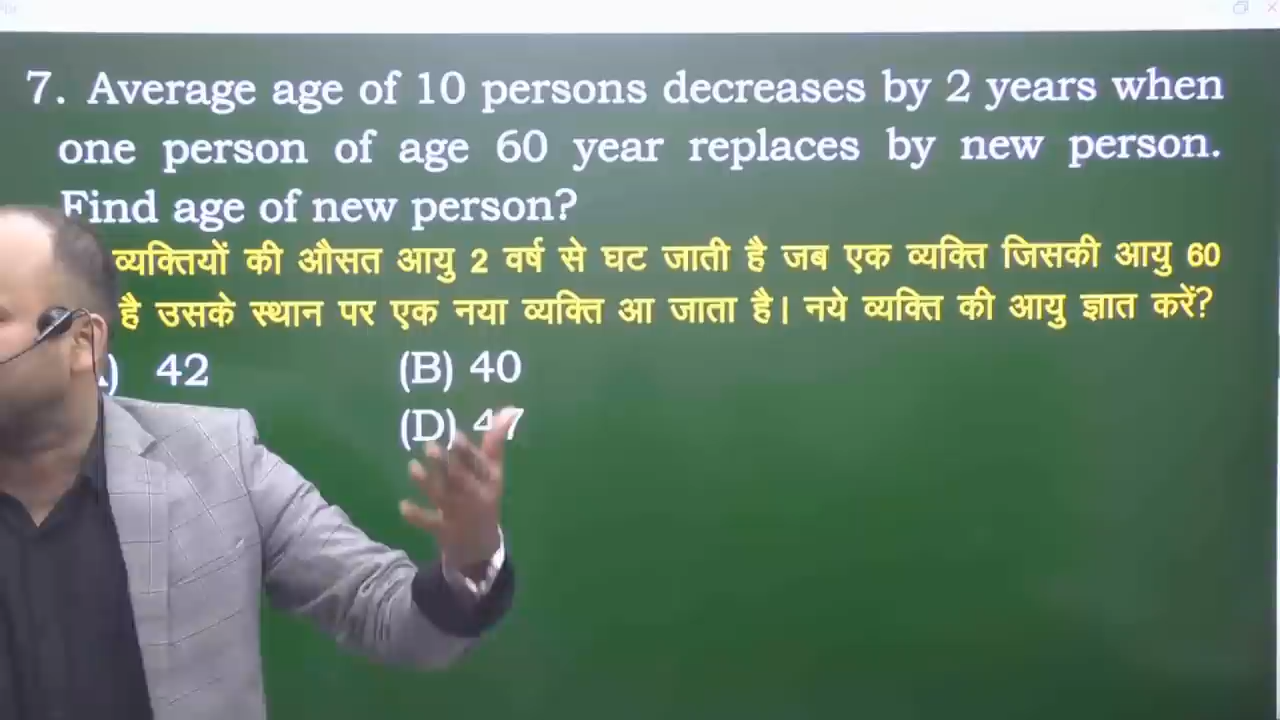 7. Average age of 10 persons decreases by 2 years when
one person of age 60 year replaces by new person.
Find age of new person?
व्यक्तियों की औसत आयु 2 वर्ष से घट जाती है जब एक व्यक्ति जिसकी आयु 60
है उसके स्थान पर एक नया व्यक्ति आ जाता है। नये व्यक्ति की आयु ज्ञात करें?
42 (B) 40
(D) 47